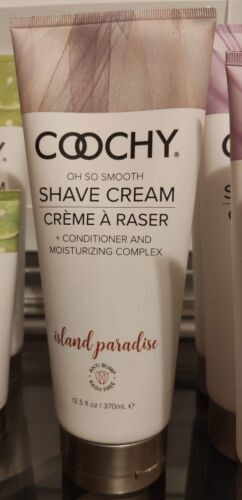 COOCHY®
OH SO SMOOTH
SHAVE CREAM
CRÈME À RASER
+ CONDITIONER AND
MOISTURIZING COMPLEX
island paradise
ANTI BUMP
RASH FREE
12.5 fl oz | 370mL e